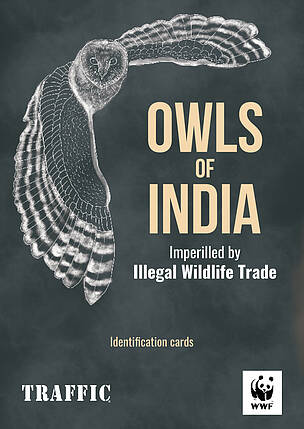 OWLS
OF
INDIA
Imperilled by
Illegal Wildlife Trade
Identification cards
TRAFFIC
WWF